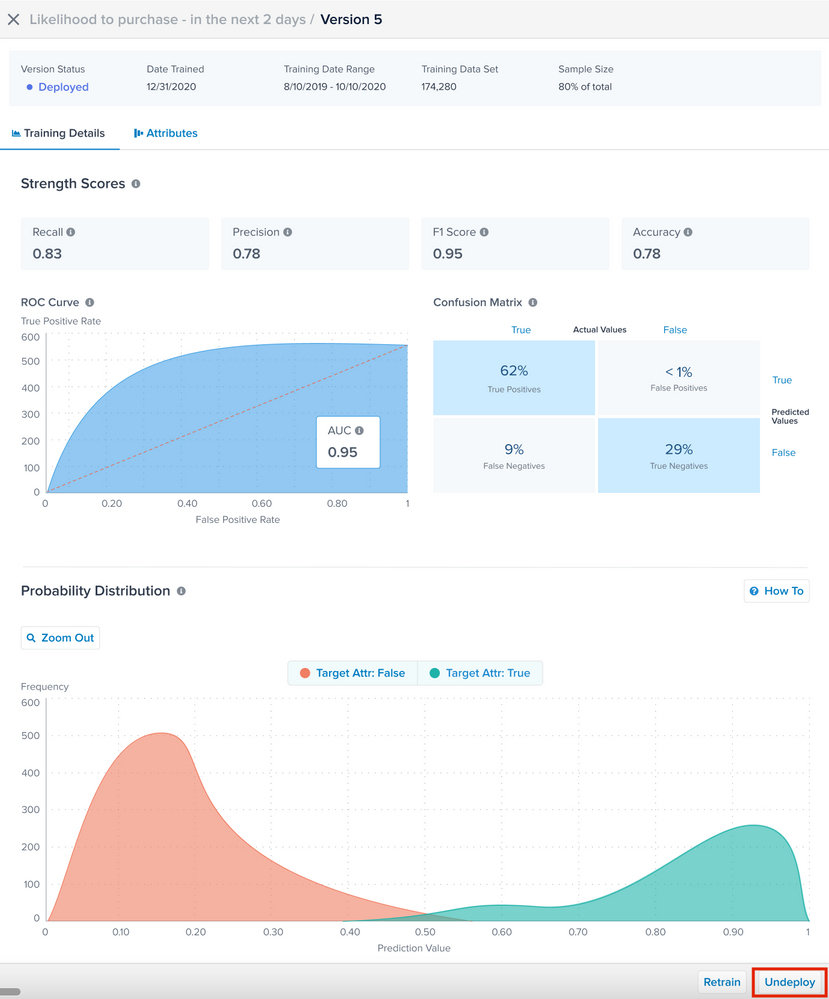 Likelihood to purchase - in the next 2 days / Version 5
Version Status
Deployed
Date Trained
12/31/2020
Training Date Range
8/10/2019 - 10/10/2020
Training Data Set
174,280
Sample Size
80% of total
Training Details
Attributes
Strength Scores
Recall
0.83
Precision
0.78
F1 Score
0.95
Accuracy
0.78
ROC Curve
True Positive Rate
600
500
400
300
200
100
0
AUC
0.95
0 0.20 0.40 0.60 0.80 1
False Positive Rate
Confusion Matrix
True Actual Values False
62%
True Positives
< 1%
False Positives
True
Predicted
Values
9%
False Negatives
29%
True Negatives
False
Probability Distribution
How To
Zoom Out
Target Attr: False
Target Attr: True
Frequency
600
500
400
300
200
100
0
0 0.10 0.20 0.30 0.40 0.50 0.60 0.70 0.80 0.90 1
Prediction Value
Retrain
Undeploy